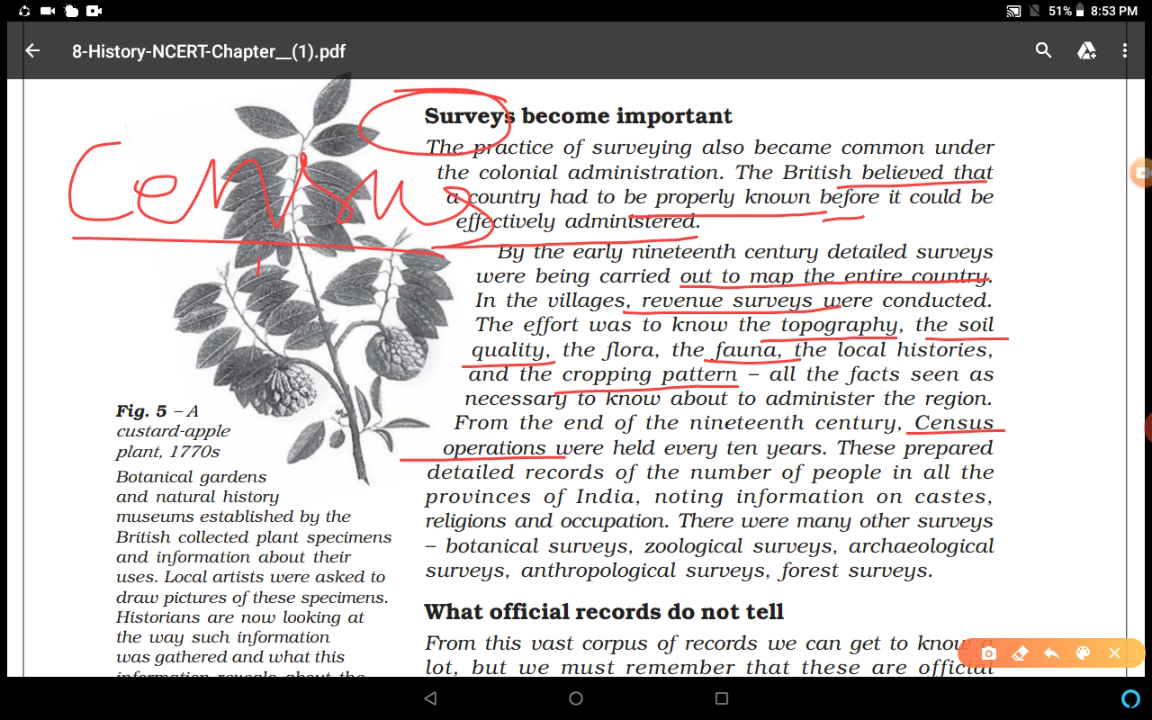 51% 8:53 PM
8-History-NCERT-Chapter__(1).pdf
Surveys become important
The practice of surveying also became common under
the colonial administration. The British believed that
a country had to be properly known before it could be
effectively administered.
Census
By the early nineteenth century detailed surveys
were being carried out to map the entire country.
In the villages, revenue surveys were conducted.
The effort was to know the topography, the soil
quality, the flora, the fauna, the local histories,
and the cropping pattern – all the facts seen as
necessary to know about to administer the region.
From the end of the nineteenth century, Census
operations were held every ten years. These prepared
detailed records of the number of people in all the
provinces of India, noting information on castes,
religions and occupation. There were many other surveys
– botanical surveys, zoological surveys, archaeological
surveys, anthropological surveys, forest surveys.
What official records do not tell
From this vast corpus of records we can get to know a
lot, but we must remember that these are official
Fig. 5 – A
custard-apple
plant, 1770s
Botanical gardens
and natural history
museums established by the
British collected plant specimens
and information about their
uses. Local artists were asked to
draw pictures of these specimens.
Historians are now looking at
the way such information
was gathered and what this
information reveals about the